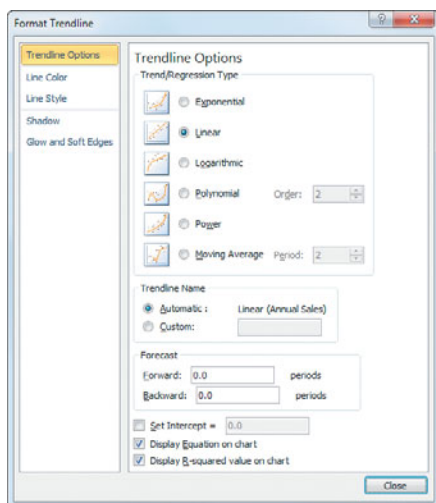 Format Trendline
Trendline Options
Line Color
Line Style
Shadow
Glow and Soft Edges
Trendline Options
Trend/Regression Type
Exponential
Linear
Logarithmic
Polynomial Order: 2
Power
Moving Average Period: 2
Trendline Name
Automatic : Linear (Annual Sales)
Custom:
Forecast
Forward: 0.0 periods
Backward: 0.0 periods
Set Intercept = 0.0
Display Equation on chart
Display R-squared value on chart
Close